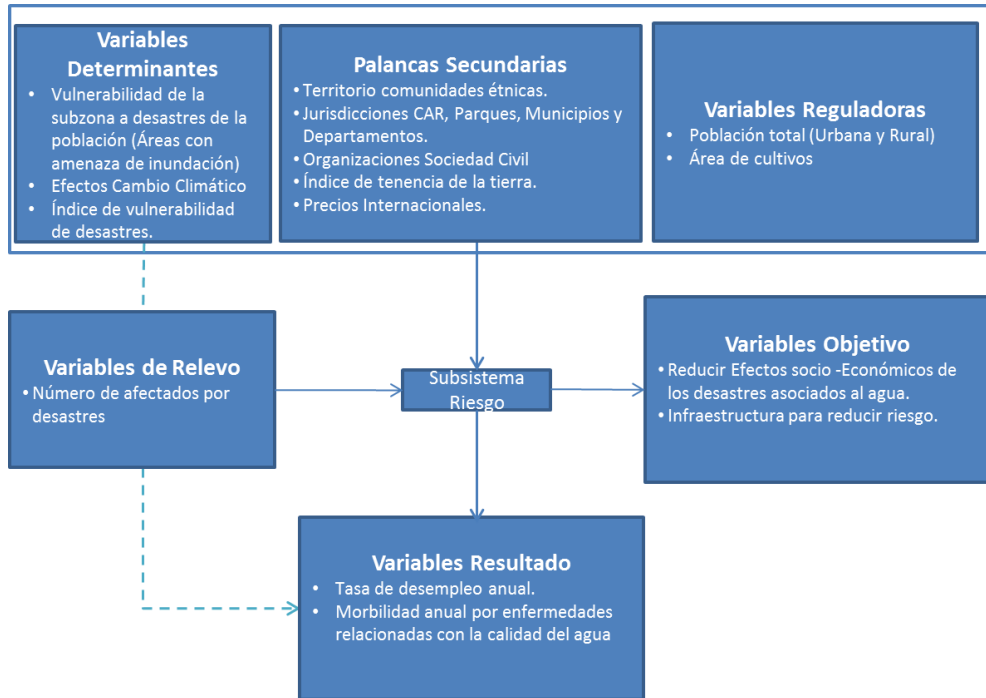 Variables
Determinantes
• Vulnerabilidad de la
subzona a desastres de la
población (Áreas con
amenaza de inundación)
• Efectos Cambio Climático
• Índice de vulnerabilidad
de desastres.
Palancas Secundarias
• Territorio comunidades étnicas.
• Jurisdicciones CAR, Parques, Municipios y
Departamentos.
• Organizaciones Sociedad Civil
• Índice de tenencia de la tierra.
• Precios Internacionales.
Variables Reguladoras
• Población total (Urbana y Rural)
• Área de cultivos
Variables de Relevo
• Número de afectados por
desastres
Subsistema
Riesgo
Variables Objetivo
• Reducir Efectos socio -Económicos de
los desastres asociados al agua.
• Infraestructura para reducir riesgo.
Variables Resultado
• Tasa de desempleo anual.
• Morbilidad anual por enfermedades
relacionadas con la calidad del agua